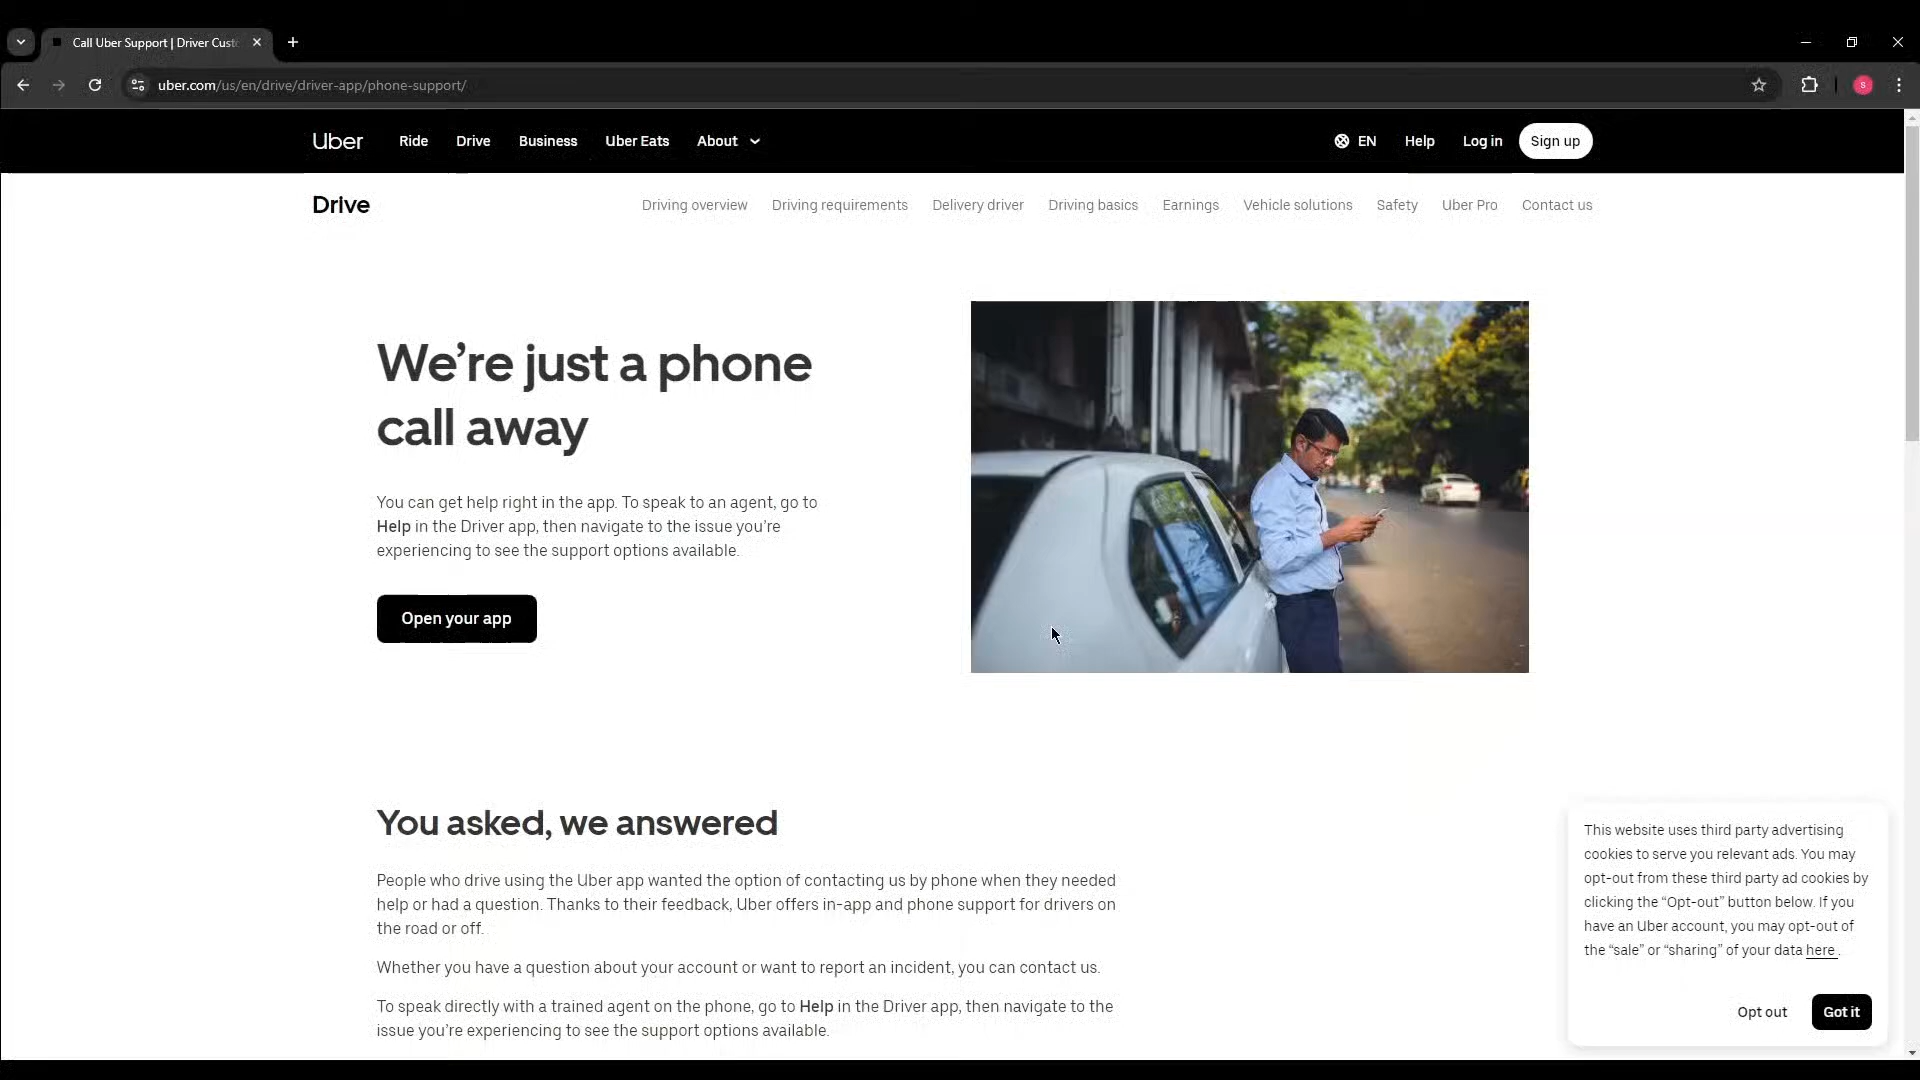 Call Uber Support | Driver Cust
uber.com/us/en/drive/driver-app/phone-support/
S
Uber Ride Drive Business Uber Eats About EN Help Log in Sign up
Drive Driving overview Driving requirements Delivery driver Driving basics Earnings Vehicle solutions Safety Uber Pro Contact us
We're just a phone
call away
You can get help right in the app. To speak to an agent, go to
Help in the Driver app, then navigate to the issue you're
experiencing to see the support options available.
Open your app
You asked, we answered
People who drive using the Uber app wanted the option of contacting us by phone when they needed
help or had a question. Thanks to their feedback, Uber offers in-app and phone support for drivers on
the road or off.
Whether you have a question about your account or want to report an incident, you can contact us.
To speak directly with a trained agent on the phone, go to Help in the Driver app, then navigate to the
issue you're experiencing to see the support options available.
This website uses third party advertising
cookies to serve you relevant ads. You may
opt-out from these third party ad cookies by
clicking the “Opt-out” button below. If you
have an Uber account, you may opt-out of
the “sale” or “sharing” of your data here .
Opt out Got it